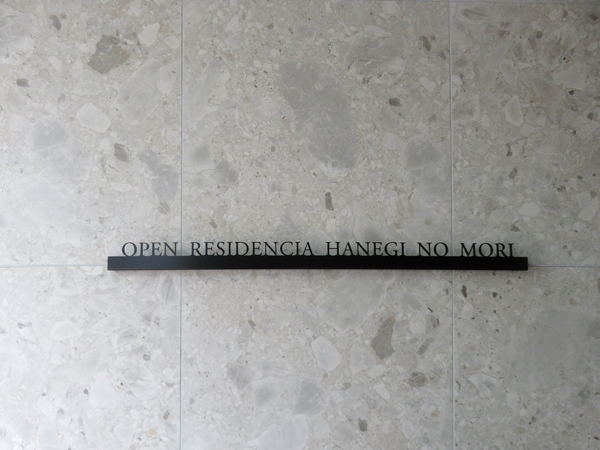 OPEN RESIDENCIA HANEGI NO MORI